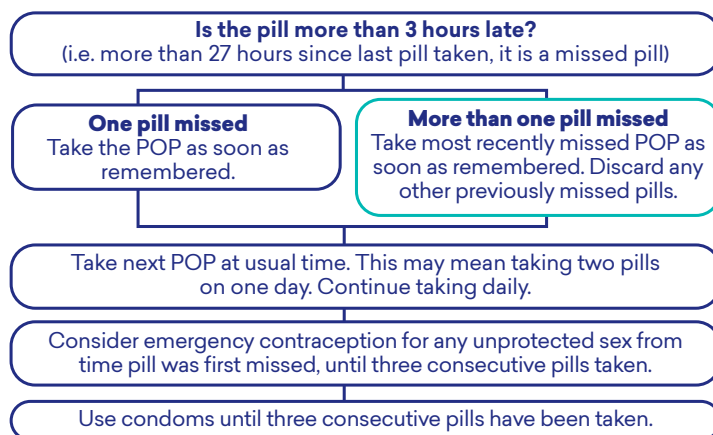 Is the pill more than 3 hours late?
(i.e. more than 27 hours since last pill taken, it is a missed pill)
One pill missed
Take the POP as soon as
remembered.
More than one pill missed
Take most recently missed POP as
soon as remembered. Discard any
other previously missed pills.
Take next POP at usual time. This may mean taking two pills
on one day. Continue taking daily.
Consider emergency contraception for any unprotected sex from
time pill was first missed, until three consecutive pills taken.
Use condoms until three consecutive pills have been taken.